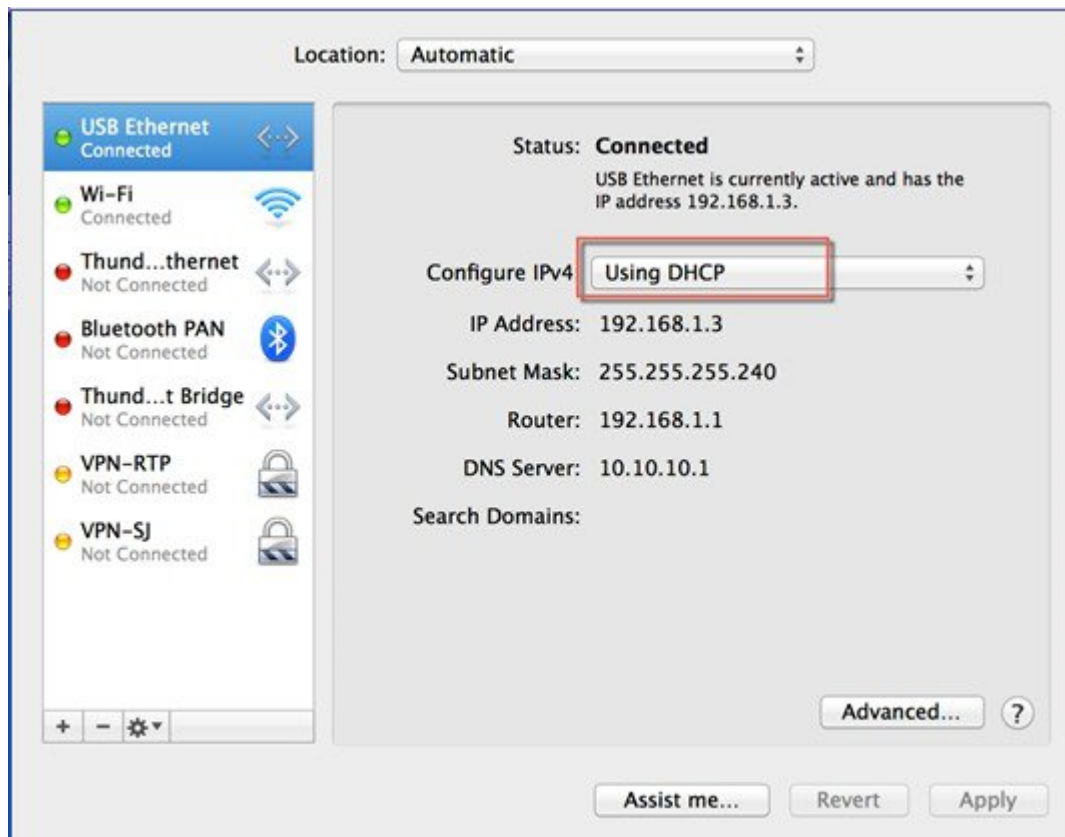 Location: Automatic
USB Ethernet
Connected
Wi-Fi
Connected
Thund...thernet
Not Connected
Bluetooth PAN
Not Connected
Thund...t Bridge
Not Connected
VPN-RTP
Not Connected
VPN-SJ
Not Connected
Status: Connected
USB Ethernet is currently active and has the
IP address 192.168.1.3.
Configure IPv4 Using DHCP
IP Address: 192.168.1.3
Subnet Mask: 255.255.255.240
Router: 192.168.1.1
DNS Server: 10.10.10.1
Search Domains:
+ -
Advanced... ?
Assist me... Revert Apply